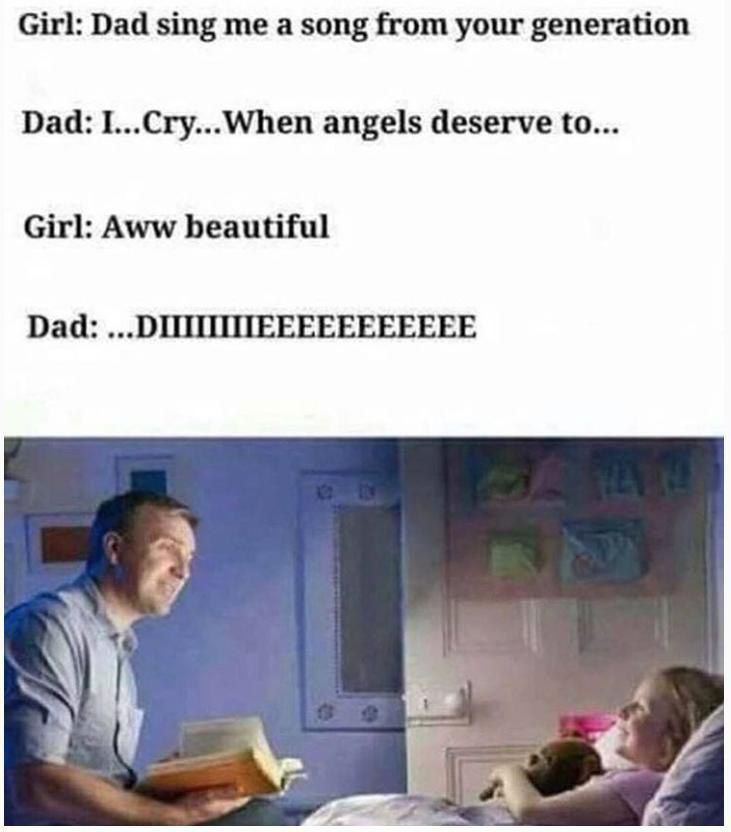 Girl: Dad sing me a song from your generation
Dad: I...Cry...When angels deserve to...
Girl: Aww beautiful
Dad: ...DIIIIIIIIEEEEEEEEEEE